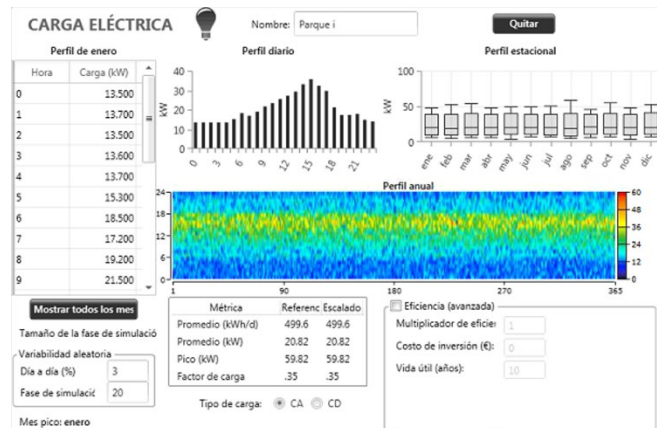 CARGA ELÉCTRICA
Nombre: Parque i
Quitar
Perfil de enero
Perfil diario
Perfil estacional
Hora Carga (kW)
0 13.500
1 13.700
2 13.500
3 13.600
4 13.700
5 15.300
6 18.500
7 17.200
8 19.200
9 21.500
kW
40
30
20
10
0
0 3 6 9 12 15 18 21
kW
100
50
0
ene feb mar abr may jun jul ago sep oct nov dic
Perfil anual
24
18
12
6
0
1 90 180 270 365
60
48
36
24
12
0
Mostrar todos los mes
Tamaño de la fase de simulació
Variabilidad aleatoria
Día a día (%) 3
Fase de simulació 20
Mes pico: enero
Métrica Referenc Escalado
Promedio (kWh/d) 499.6 499.6
Promedio (kW) 20.82 20.82
Pico (kW) 59.82 59.82
Factor de carga .35 .35
Tipo de carga: CA CD
Eficiencia (avanzada)
Multiplicador de eficie 1
Costo de inversión (€): 0
Vida útil (años): 10